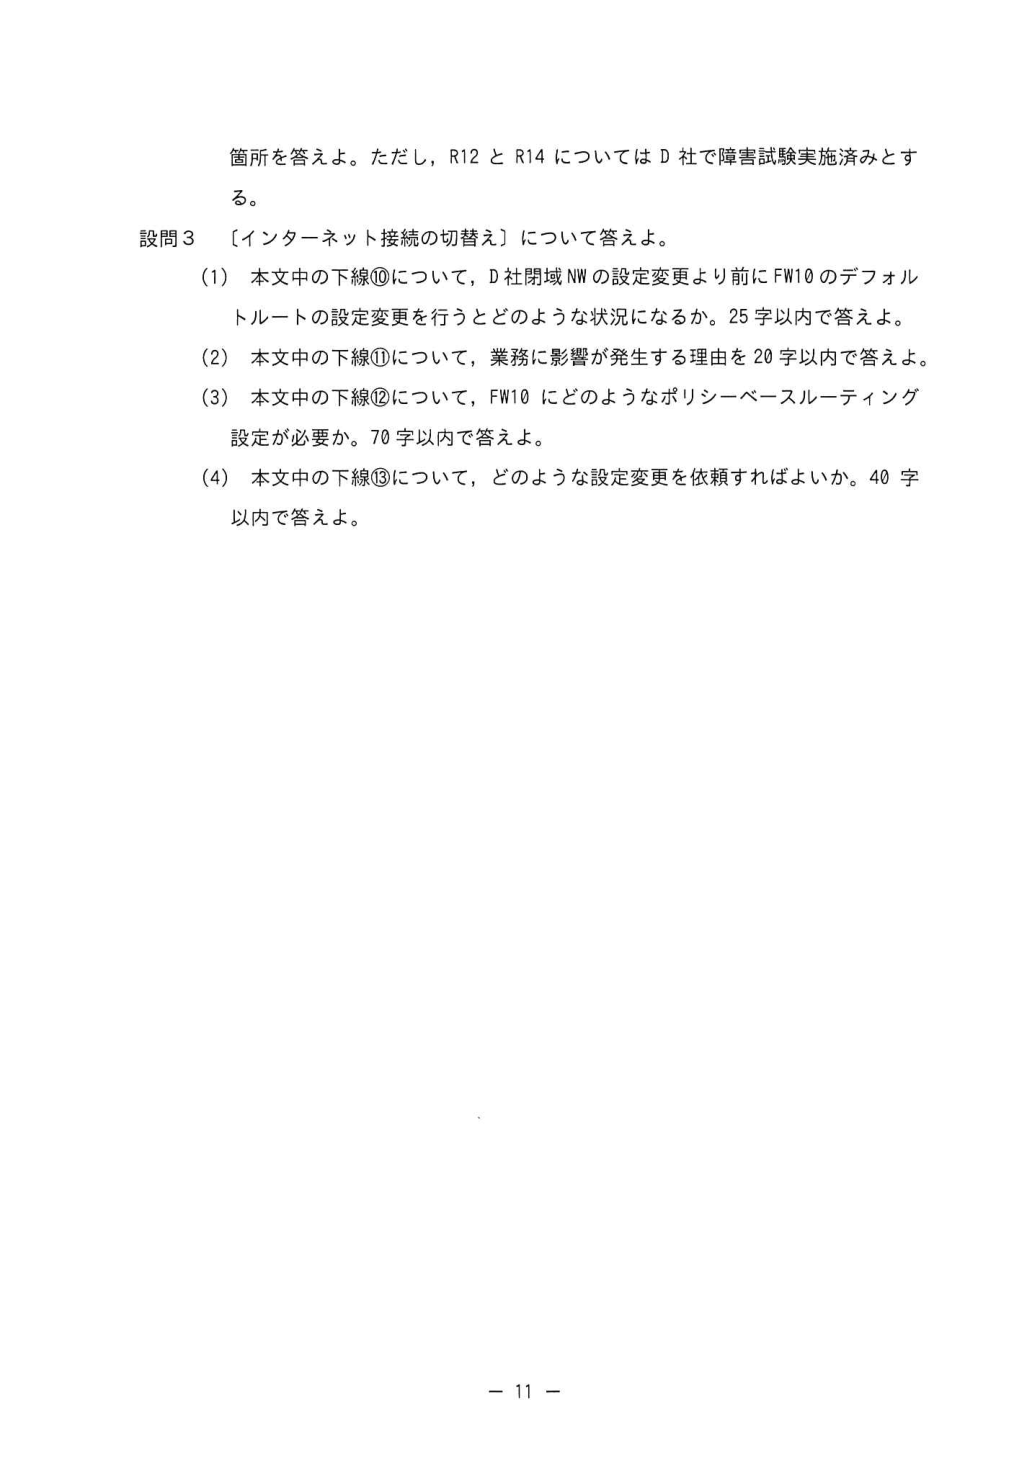 箇所を答えよ。ただし，R12 と R14 については D 社で障害試験実施済みとす
る。
設問３　〔インターネット接続の切替え〕について答えよ。
(1)　本文中の下線⑩について，D 社閉域 NW の設定変更より前に FW10 のデフォル
トルートの設定変更を行うとどのような状況になるか。25 字以内で答えよ。
(2)　本文中の下線⑪について，業務に影響が発生する理由を 20 字以内で答えよ。
(3)　本文中の下線⑫について，FW10 にどのようなポリシーベースルーティング
設定が必要か。70 字以内で答えよ。
(4)　本文中の下線⑬について，どのような設定変更を依頼すればよいか。40 字
以内で答えよ。
－ 11 －